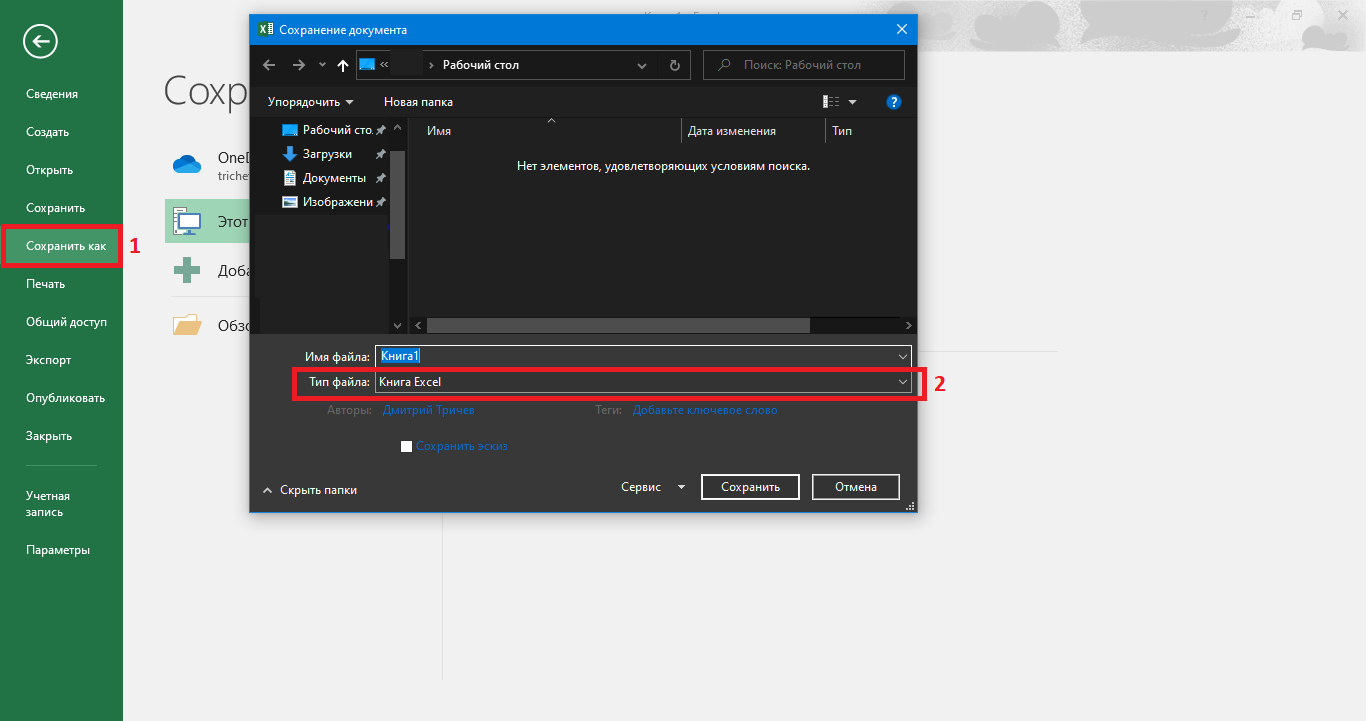 Сохранение документа
Сведения
Создать
Открыть
Сохранить
Сохранить как
1
Печать
Общий доступ
Экспорт
Опубликовать
Закрыть
Учетная
запись
Параметры
Рабочий стол
Поиск: Рабочий стол
Упорядочить
Новая папка
Рабочий сто.
Загрузки
Документы
Изображени
Имя
Дата изменения
Тип
Нет элементов, удовлетворяющих условиям поиска.
Имя файла: Книга1
Тип файла: Книга Excel
2
Авторы: Дмитрий Тричев
Теги: Добавьте ключевое слово
Сохранить эскиз
Скрыть папки
Сервис
Сохранить
Отмена
Сохр
OneD
triche
Этот
Доба
Обзо